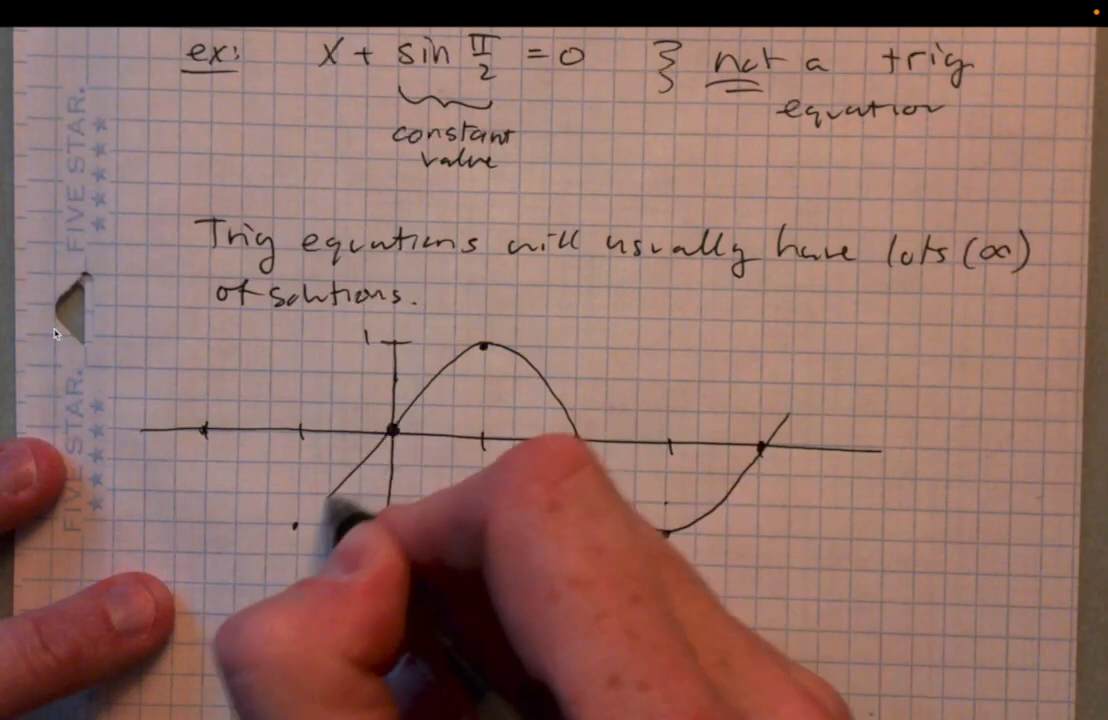 ex: x + sin π/2 = 0 } not a trig
equation
constant
value
Trig equations will usually have lots (∞)
of solutions.
1
FIVE STAR. ★★★★
FIVE STAR. ★★★★